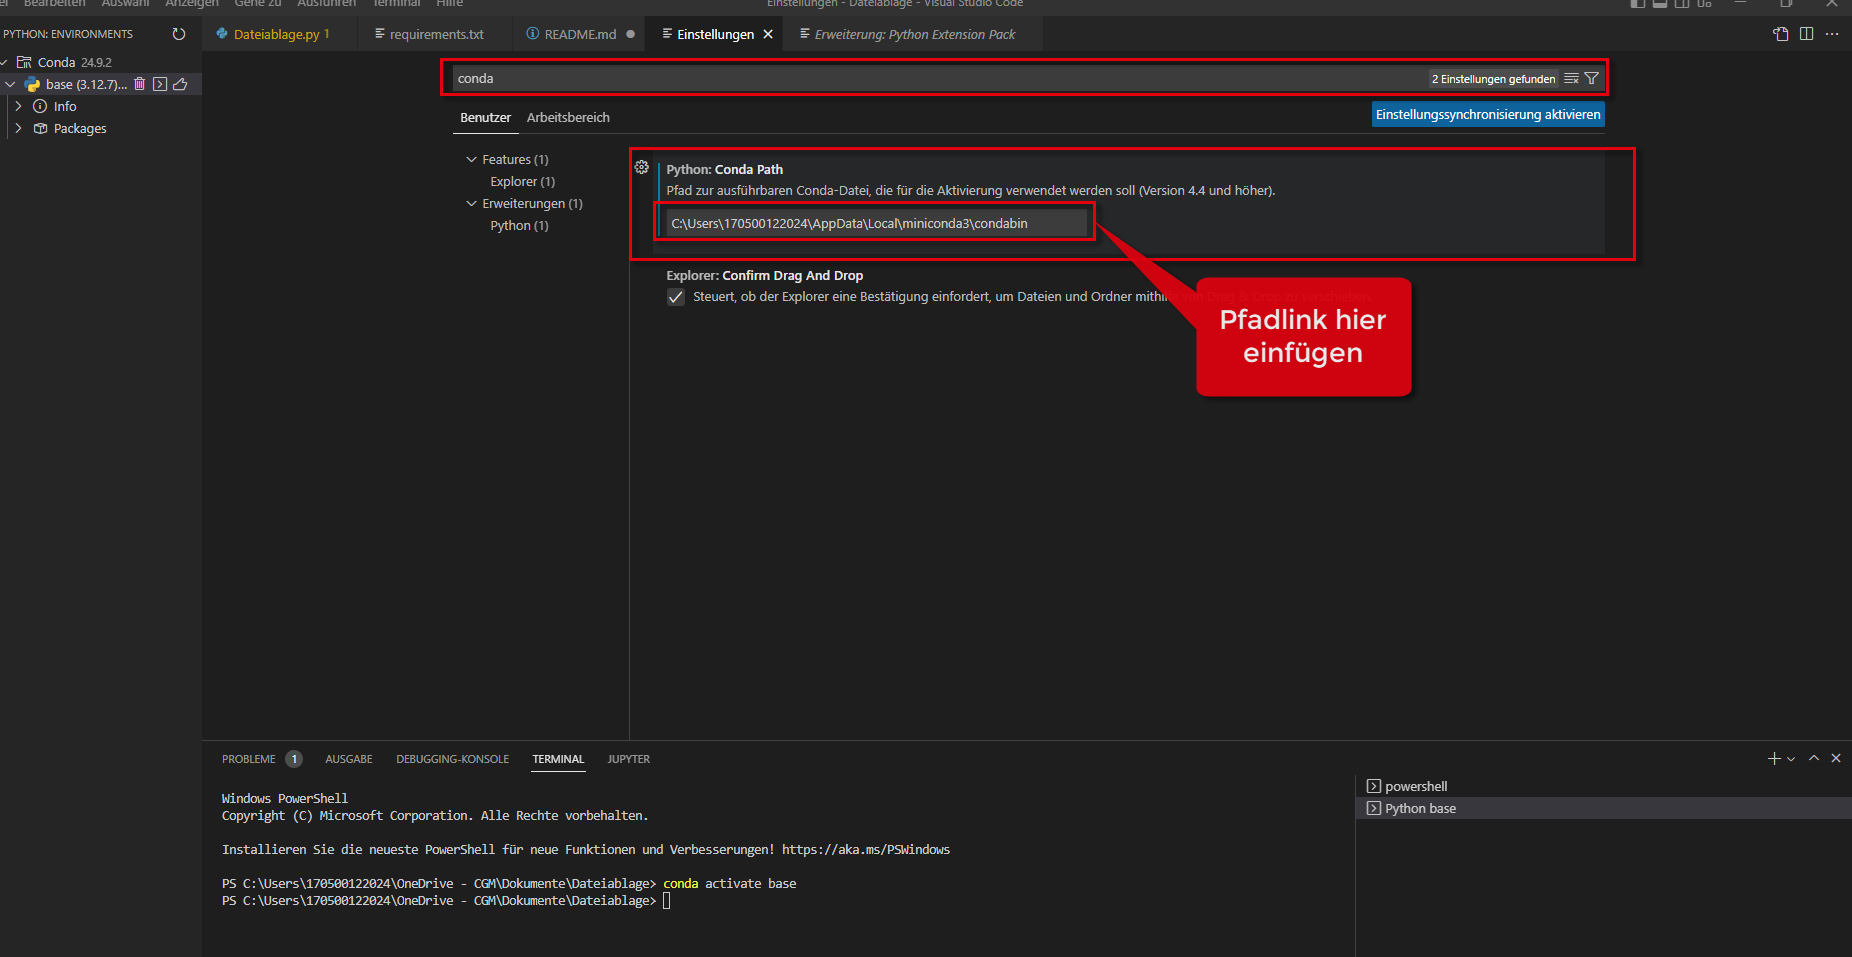 Bearbeiten Auswahl Anzeigen Gehe zu Ausführen Terminal Hilfe
Einstellungen - Dateiablage - Visual Studio Code
PYTHON: ENVIRONMENTS
Dateiablage.py 1
requirements.txt
README.md
Einstellungen
Erweiterung: Python Extension Pack
Conda 24.9.2
base (3.12.7)...
Info
Packages
conda
2 Einstellungen gefunden
Benutzer
Arbeitsbereich
Einstellungssynchronisierung aktivieren
Features (1)
Explorer (1)
Erweiterungen (1)
Python (1)
Python: Conda Path
Pfad zur ausführbaren Conda-Datei, die für die Aktivierung verwendet werden soll (Version 4.4 und höher).
C:\Users\170500122024\AppData\Local\miniconda3\condabin
Explorer: Confirm Drag And Drop
Steuert, ob der Explorer eine Bestätigung einfordert, um Dateien und Ordner mithilfe von Drag & Drop zu verschieben.
Pfadlink hier
einfügen
PROBLEME 1
AUSGABE
DEBUGGING-KONSOLE
TERMINAL
JUPYTER
Windows PowerShell
Copyright (C) Microsoft Corporation. Alle Rechte vorbehalten.
Installieren Sie die neueste PowerShell für neue Funktionen und Verbesserungen! https://aka.ms/PSWindows
PS C:\Users\170500122024\OneDrive - CGM\Dokumente\Dateiablage> conda activate base
PS C:\Users\170500122024\OneDrive - CGM\Dokumente\Dateiablage>
powershell
Python base